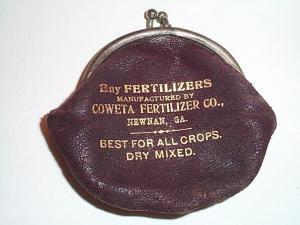 Buy FERTILIZERS
MANUFACTURED BY
COWETA FERTILIZER CO.,
NEWNAN, GA.
BEST FOR ALL CROPS.
DRY MIXED.